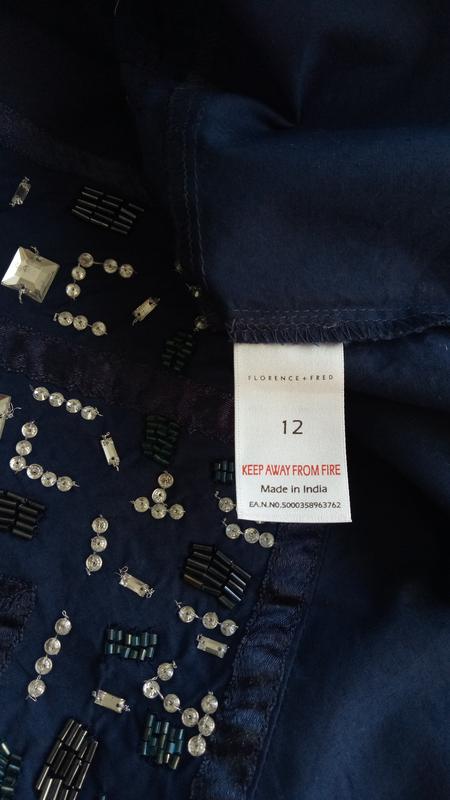 FLORENCE+FRED
12
KEEP AWAY FROM FIRE
Made in India
EA.N.NO.5000358963762